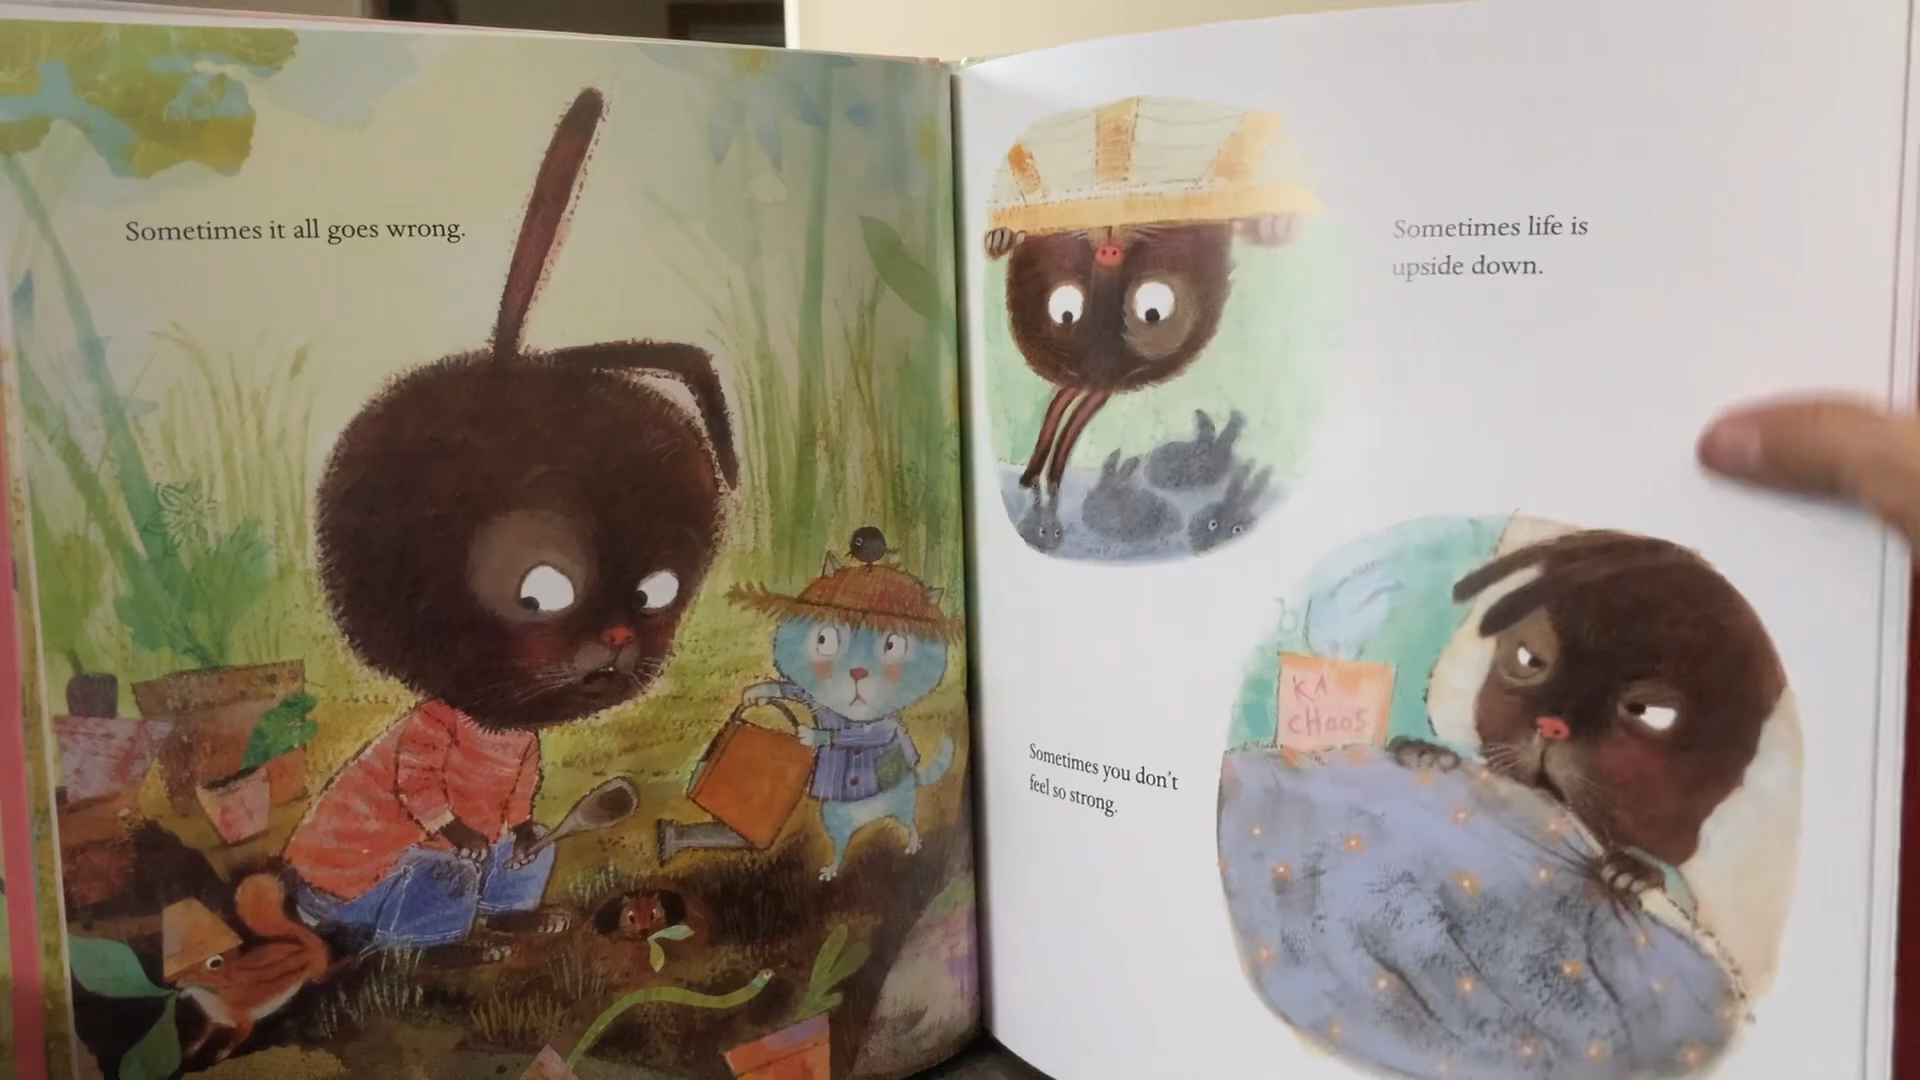 Sometimes it all goes wrong.
Sometimes life is
upside down.
KA
CHOOS
Sometimes you don't
feel so strong.